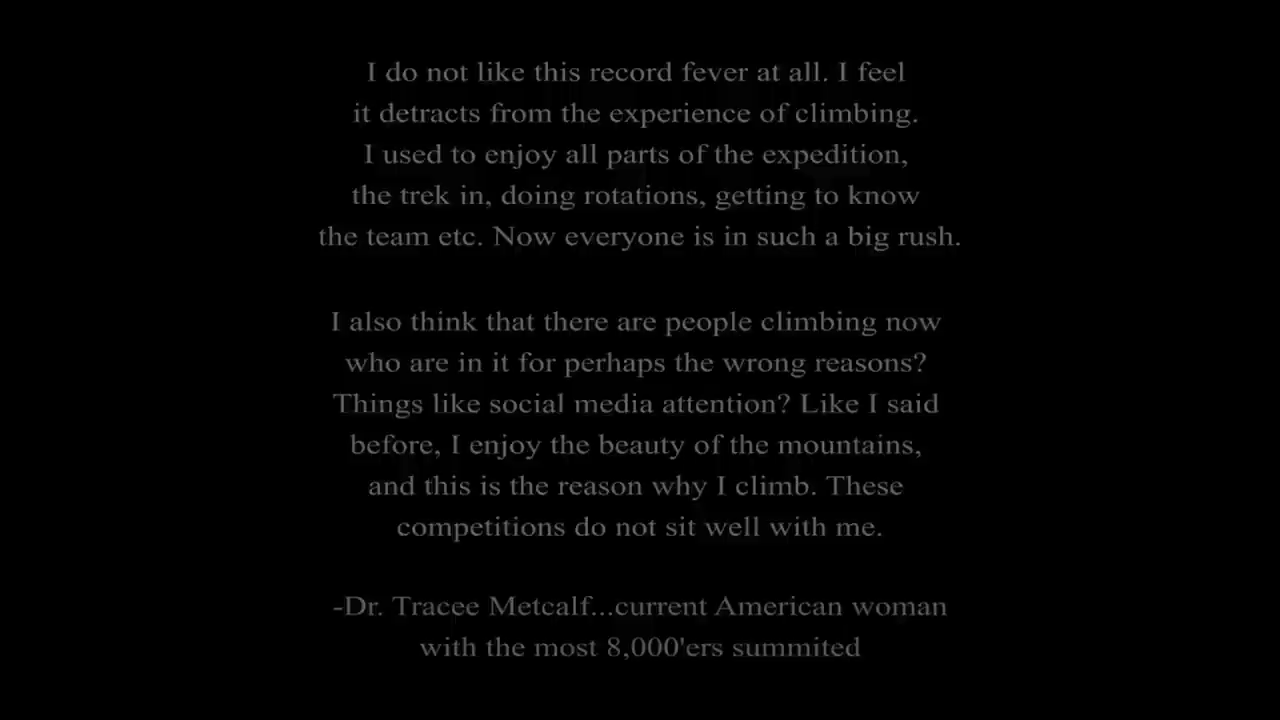 I do not like this record fever at all. I feel
it detracts from the experience of climbing.
I used to enjoy all parts of the expedition,
the trek in, doing rotations, getting to know
the team etc. Now everyone is in such a big rush.
I also think that there are people climbing now
who are in it for perhaps the wrong reasons?
Things like social media attention? Like I said
before, I enjoy the beauty of the mountains,
and this is the reason why I climb. These
competitions do not sit well with me.
-Dr. Tracee Metcalf...current American woman
with the most 8,000'ers summited